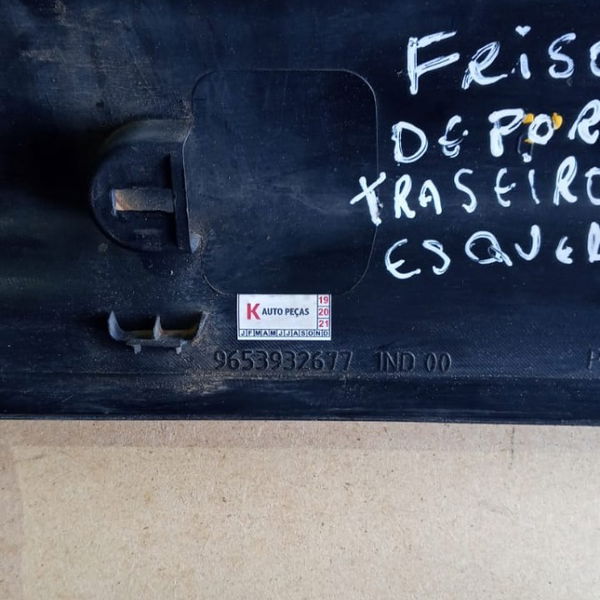 FRiSO
DE POR
TRASEIRO
ESQUER
K AUTO PEÇAS
19
20
21
J F M A M J J A S O N D
9653932677 IND 00
P